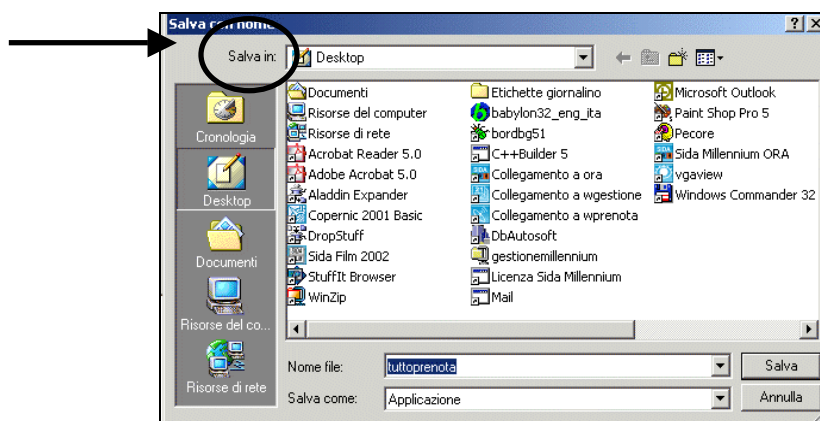 Salva con nome
Salva in: Desktop
Cronologia
Desktop
Documenti
Risorse del co...
Risorse di rete
Documenti
Risorse del computer
Risorse di rete
Acrobat Reader 5.0
Adobe Acrobat 5.0
Aladdin Expander
Copernic 2001 Basic
DropStuff
Sida Film 2002
StuffIt Browser
WinZip
Etichette giornalino
babylon32_eng_ita
bordbg51
C++Builder 5
Collegamento a ora
Collegamento a wgestione
Collegamento a wprenota
DbAutosoft
gestionemillennium
Licenza Sida Millennium
Mail
Microsoft Outlook
Paint Shop Pro 5
Pecore
Sida Millennium ORA
vgaview
Windows Commander 32
Nome file: tuttoprenota Salva
Salva come: Applicazione Annulla